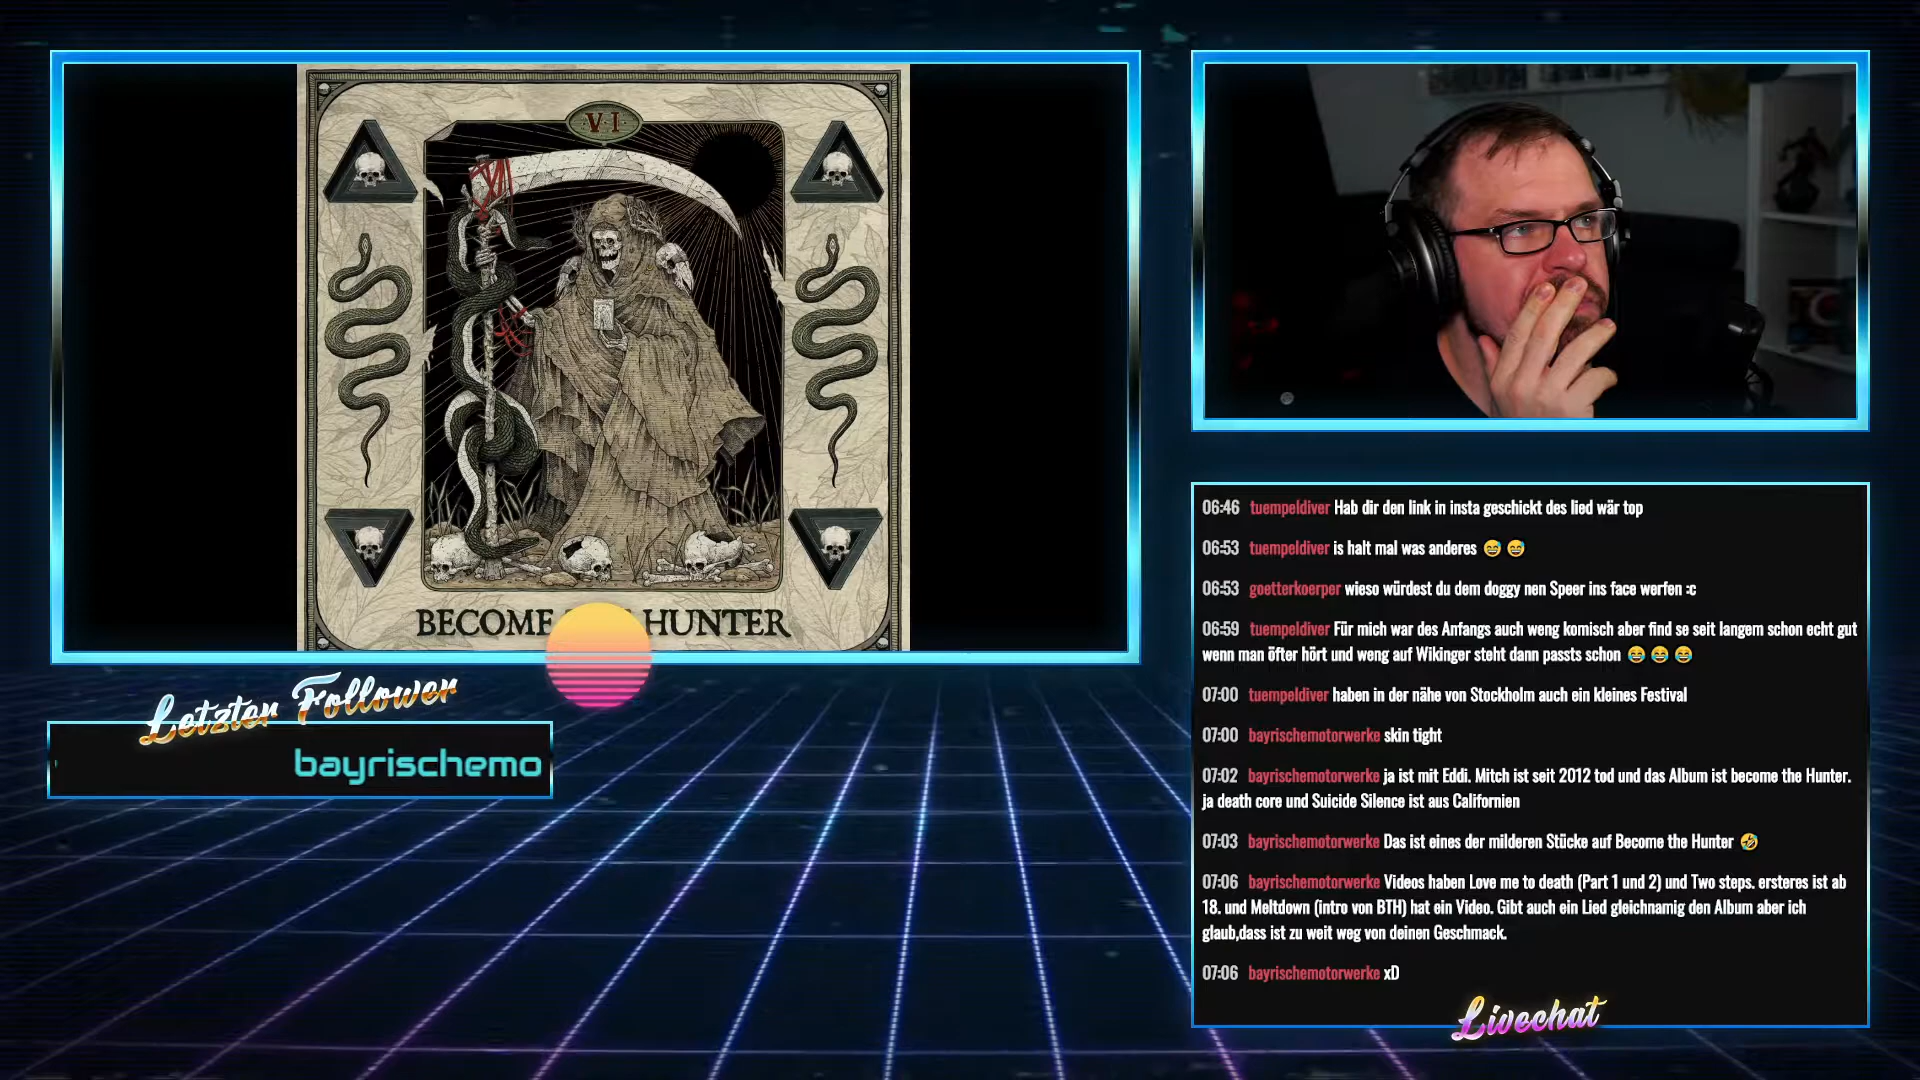 V·I
BECOME HUNTER
Letzter Follower
bayrischemo
06:46 tuempeldiver Hab dir den link in insta geschickt des lied wär top
06:53 tuempeldiver is halt mal was anderes 😅 😅
06:53 goetterkoerper wieso würdest du dem doggy nen Speer ins face werfen :c
06:59 tuempeldiver Für mich war des Anfangs auch weng komisch aber find se seit langem schon echt gut
wenn man öfter hört und weng auf Wikinger steht dann passts schon 😂 😂 😂
07:00 tuempeldiver haben in der nähe von Stockholm auch ein kleines Festival
07:00 bayrischemotorwerke skin tight
07:02 bayrischemotorwerke ja ist mit Eddi. Mitch ist seit 2012 tod und das Album ist become the Hunter.
ja death core und Suicide Silence ist aus Californien
07:03 bayrischemotorwerke Das ist eines der milderen Stücke auf Become the Hunter 🤣
07:06 bayrischemotorwerke Videos haben Love me to death (Part 1 und 2) und Two steps. ersteres ist ab
18. und Meltdown (intro von BTH) hat ein Video. Gibt auch ein Lied gleichnamig den Album aber ich
glaub,dass ist zu weit weg von deinen Geschmack.
07:06 bayrischemotorwerke xD
Livechat